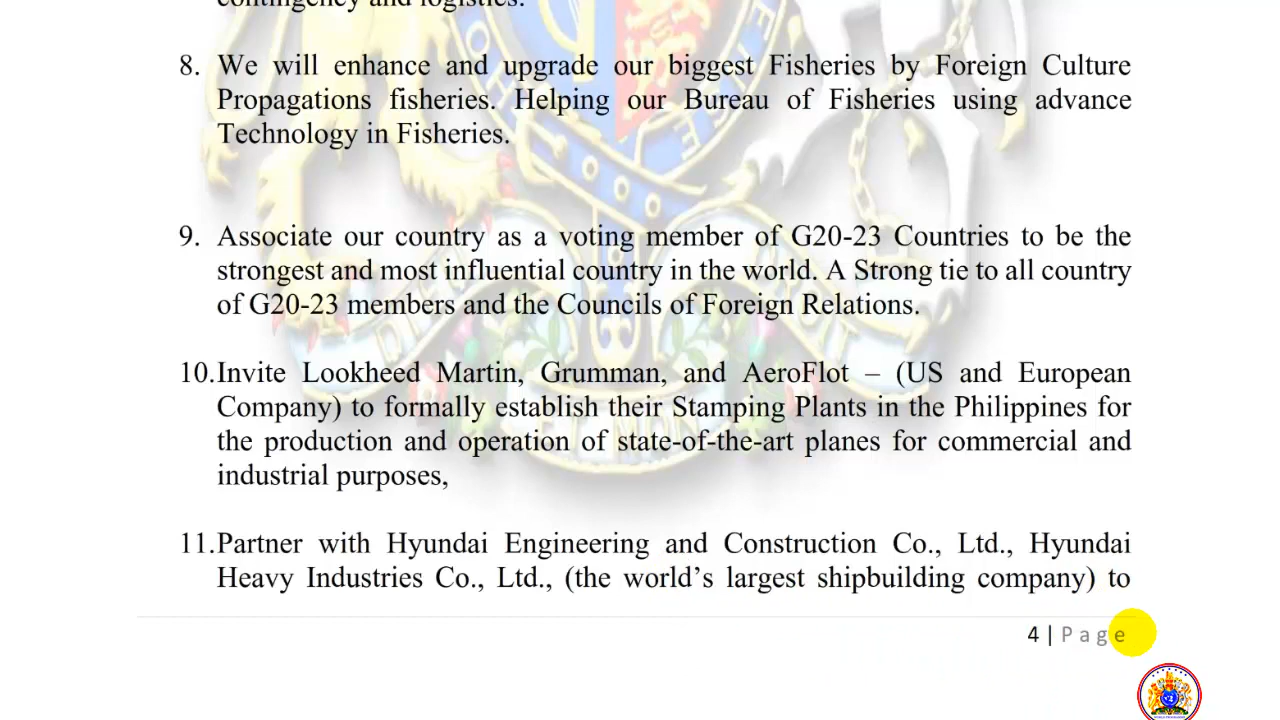 contingency and logistics.
8. We will enhance and upgrade our biggest Fisheries by Foreign Culture
Propagations fisheries. Helping our Bureau of Fisheries using advance
Technology in Fisheries.
9. Associate our country as a voting member of G20-23 Countries to be the
strongest and most influential country in the world. A Strong tie to all country
of G20-23 members and the Councils of Foreign Relations.
10.Invite Lookheed Martin, Grumman, and AeroFlot – (US and European
Company) to formally establish their Stamping Plants in the Philippines for
the production and operation of state-of-the-art planes for commercial and
industrial purposes,
11.Partner with Hyundai Engineering and Construction Co., Ltd., Hyundai
Heavy Industries Co., Ltd., (the world's largest shipbuilding company) to
4 | Page